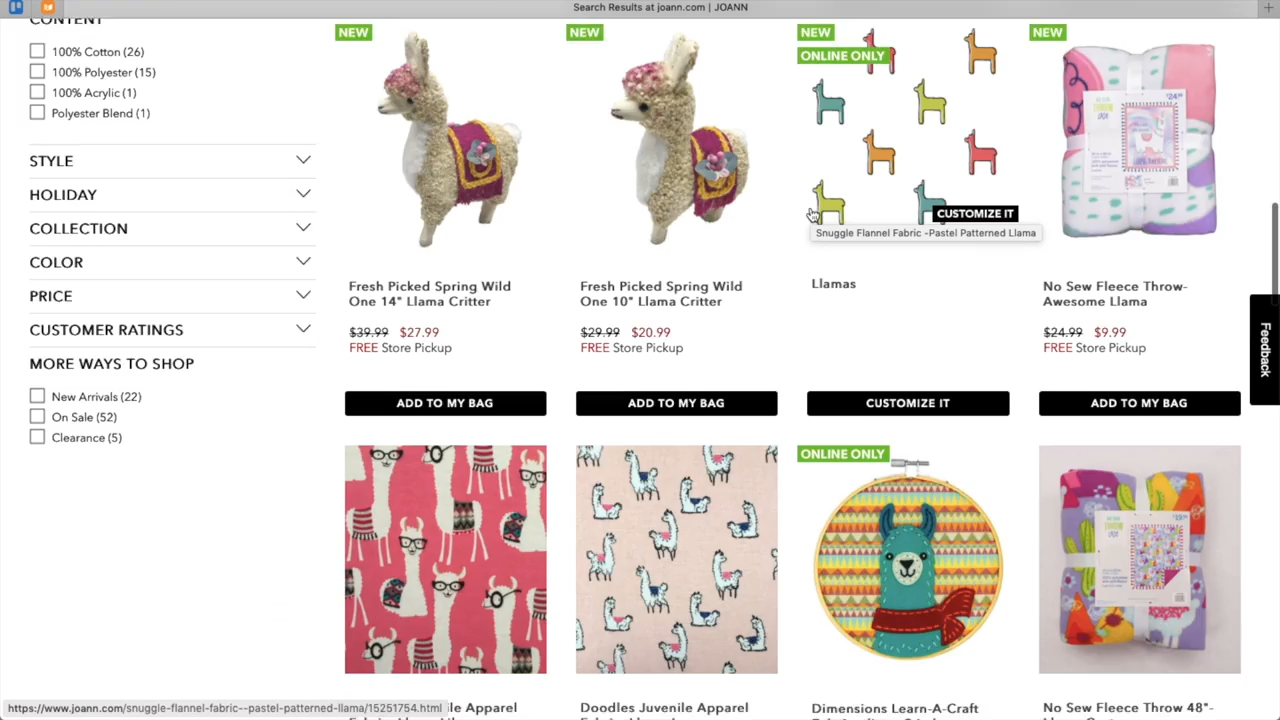 Search Results at joann.com | JOANN
CONTENT
100% Cotton (26)
100% Polyester (15)
100% Acrylic (1)
Polyester Blend (1)
STYLE
HOLIDAY
COLLECTION
COLOR
PRICE
CUSTOMER RATINGS
MORE WAYS TO SHOP
New Arrivals (22)
On Sale (52)
Clearance (5)
NEW
Fresh Picked Spring Wild
One 14" Llama Critter
$39.99 $27.99
FREE Store Pickup
ADD TO MY BAG
NEW
Fresh Picked Spring Wild
One 10" Llama Critter
$29.99 $20.99
FREE Store Pickup
ADD TO MY BAG
NEW
ONLINE ONLY
CUSTOMIZE IT
Snuggle Flannel Fabric -Pastel Patterned Llama
Llamas
CUSTOMIZE IT
NEW
$24.99
No Sew Fleece Throw-
Awesome Llama
$24.99 $9.99
FREE Store Pickup
ADD TO MY BAG
le Apparel
Doodles Juvenile Apparel
ONLINE ONLY
Dimensions Learn-A-Craft
No Sew Fleece Throw 48"-
Feedback
https://www.joann.com/snuggle-flannel-fabric--pastel-patterned-llama/15251754.html